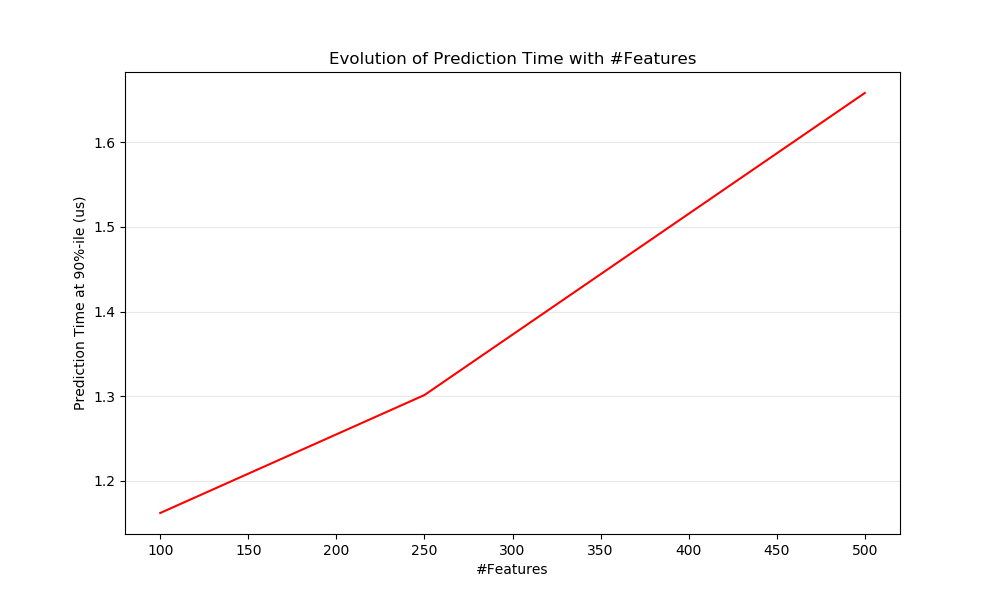 Evolution of Prediction Time with #Features
Prediction Time at 90%-ile (us)
1.6
1.5
1.4
1.3
1.2
100 150 200 250 300 350 400 450 500
#Features